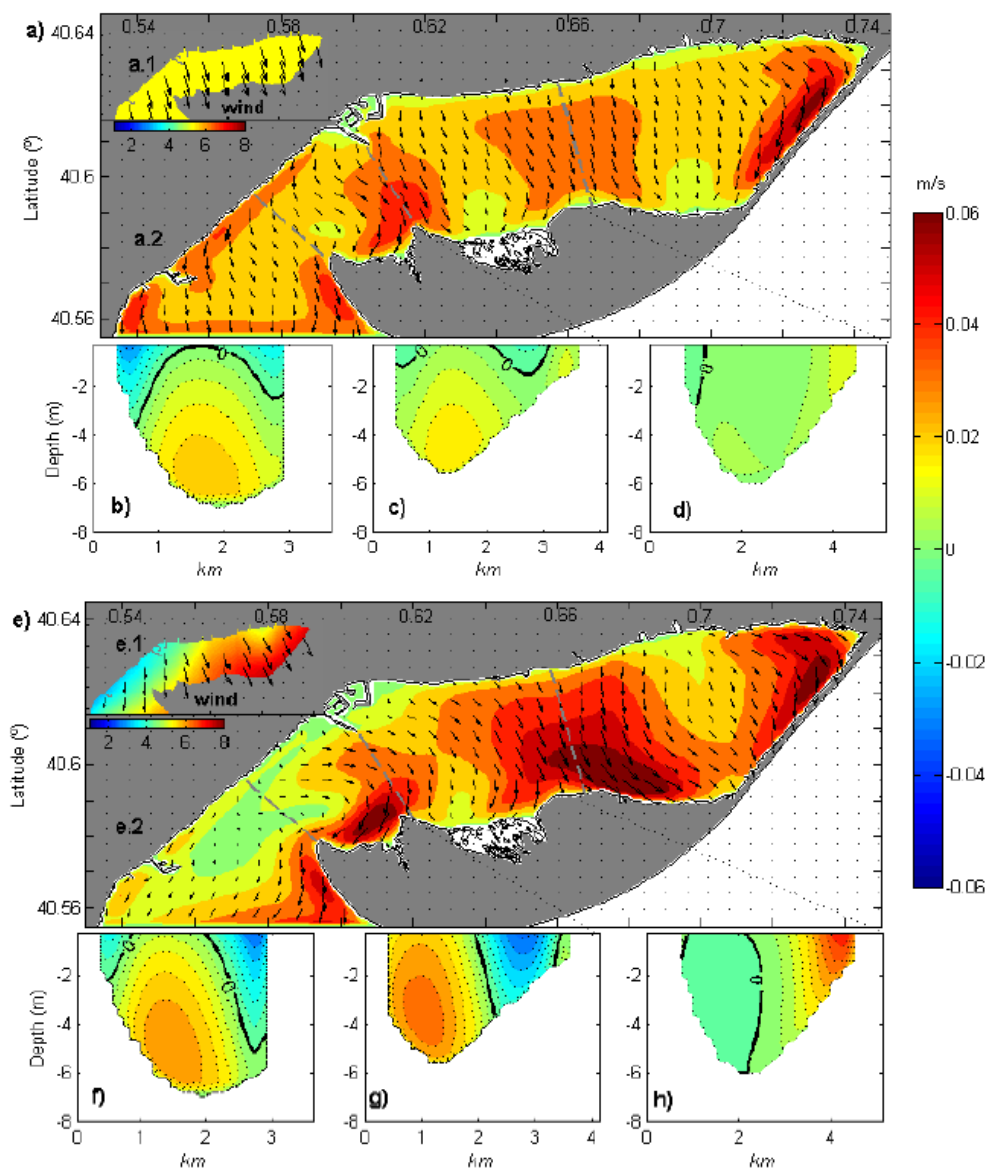 a)
40.64
0.54
0.58
0.62
0.66
0.7
0.74
a.1
wind
2 4 6 8
m/s
Latitude (º)
40.6
a.2
40.56
0.06
0.04
0.02
0
-0.02
-0.04
-0.06
0
0
0
Depth (m)
-2
-4
-6
-8
b)
c)
d)
0 1 2 3
0 1 2 3 4
0 2 4
km
km
km
e)
40.64
0.54
0.58
0.62
0.66
0.7
0.74
e.1
wind
2 4 6 8
Latitude (º)
40.6
e.2
40.56
0
0
0
Depth (m)
-2
-4
-6
-8
f)
g)
h)
0 1 2 3
0 1 2 3 4
0 2 4
km
km
km